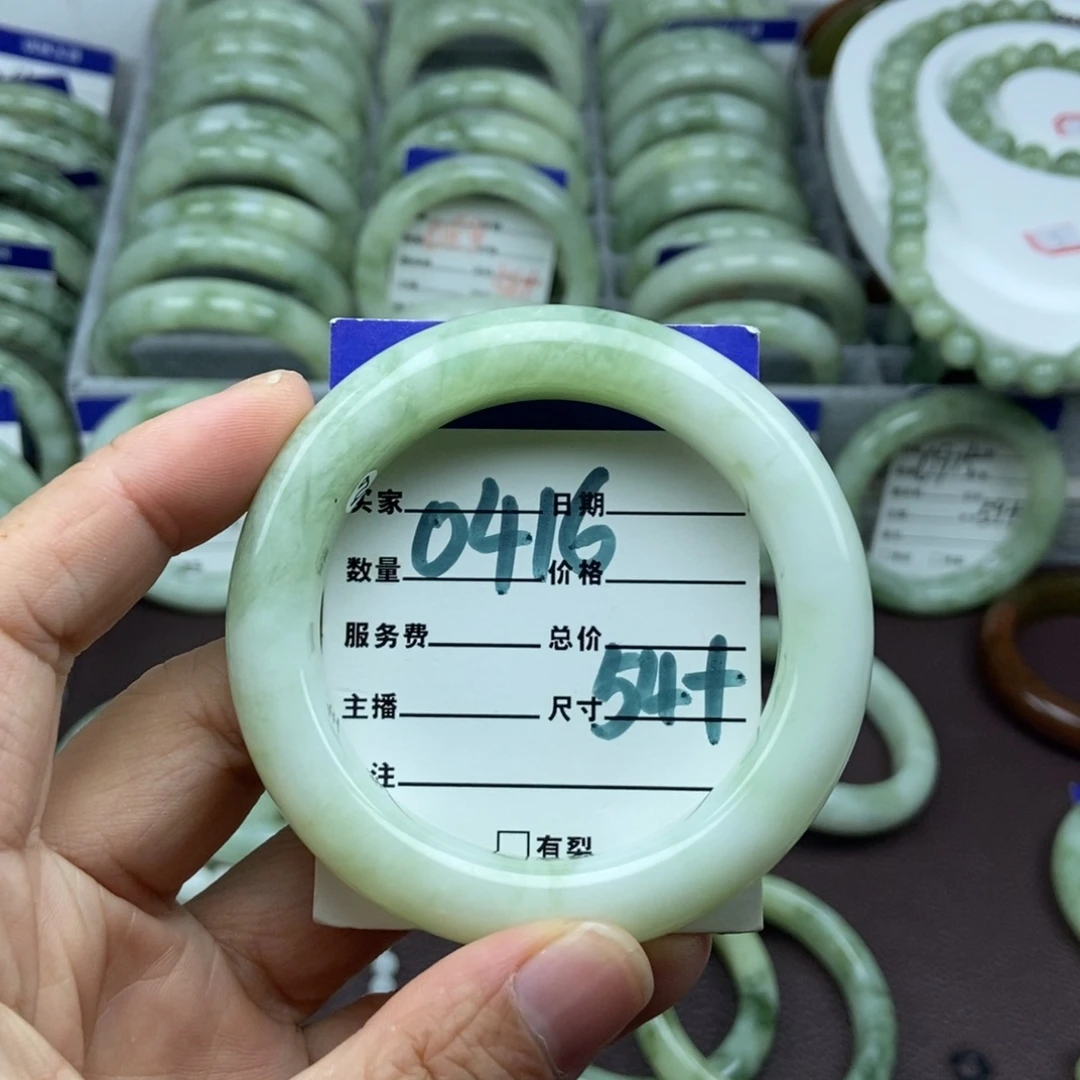 买家 0416 日期
数量 价格
服务费 总价
主播 尺寸 54+
注
□有裂